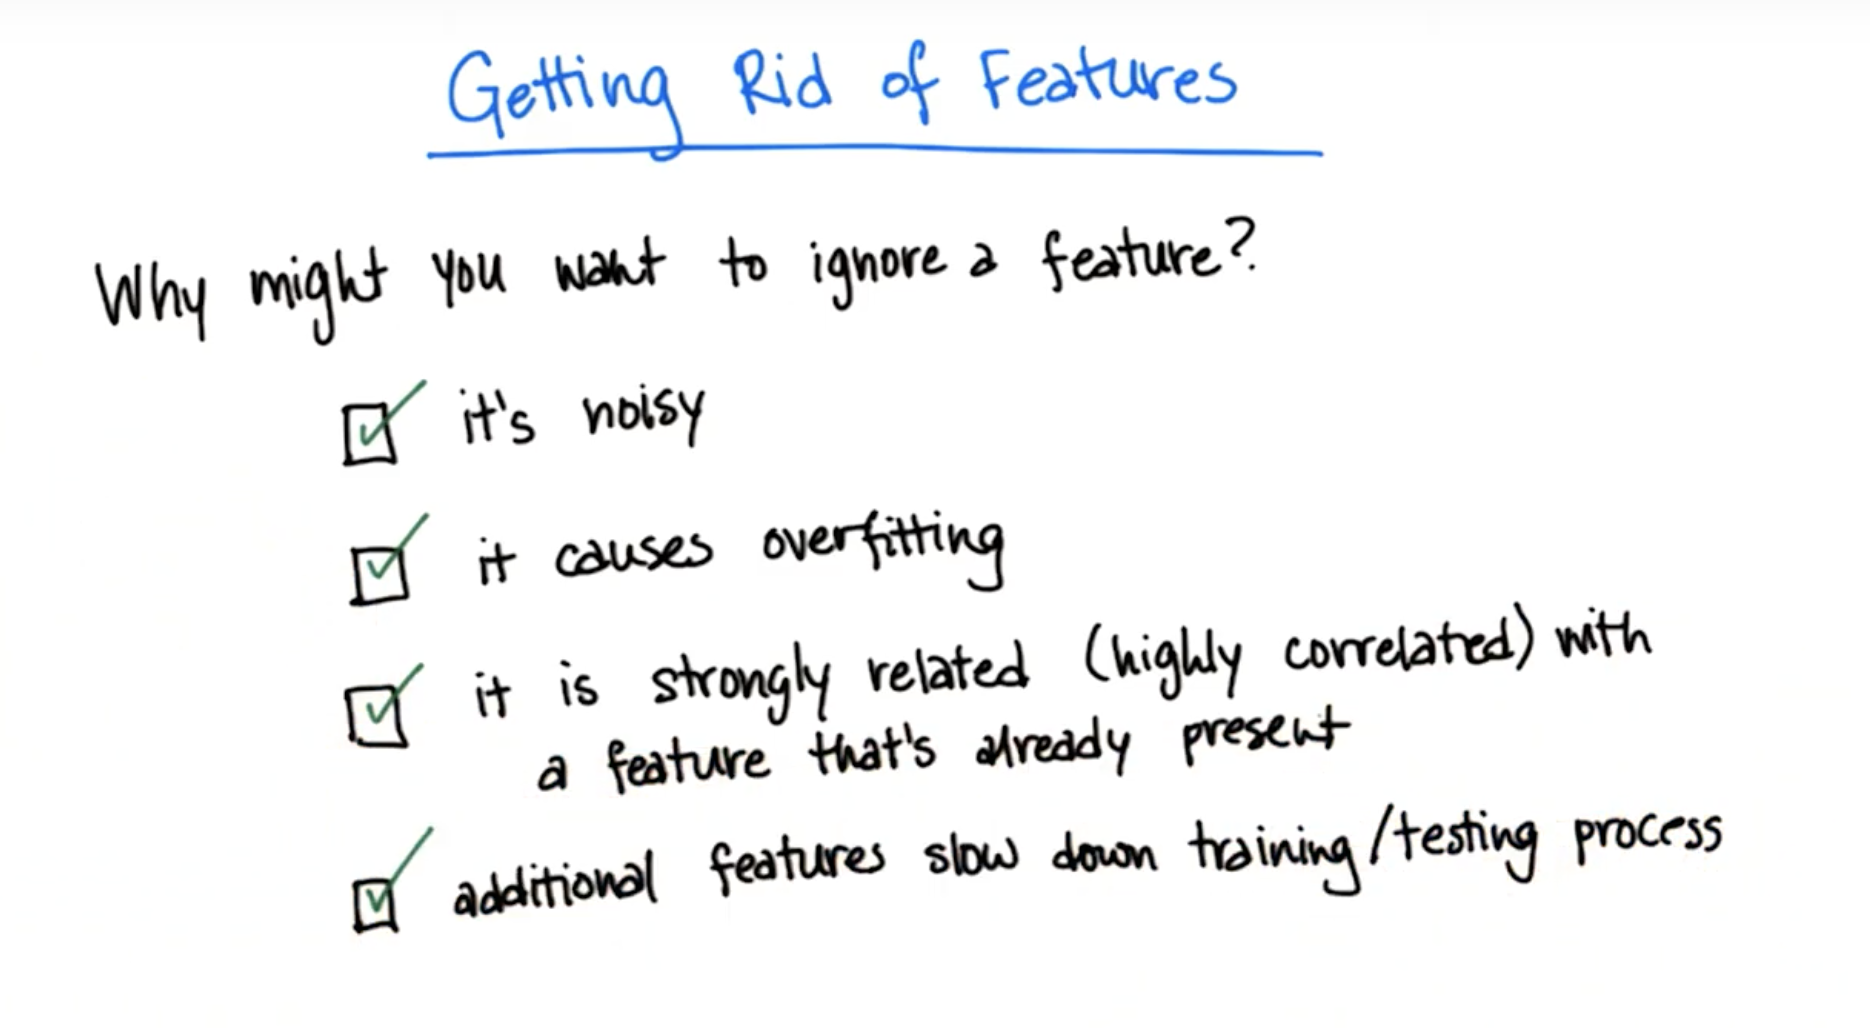 Getting Rid of Features
Why might you want to ignore a feature?
it's noisy
it causes overfitting
it is strongly related (highly correlated) with
a feature that's already present
additional features slow down training/testing process